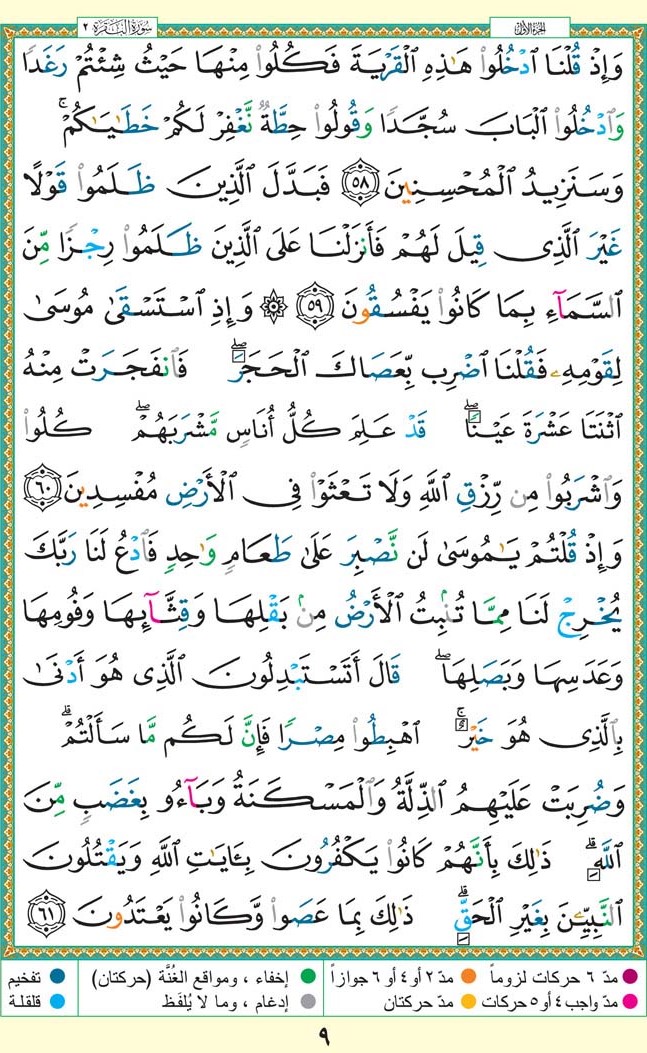 الجزء الأول
سورة البقرة ٢
وَإِذْ قُلْنَا ٱدْخُلُوا۟ هَـٰذِهِ ٱلْقَرْيَةَ فَكُلُوا۟ مِنْهَا حَيْثُ شِئْتُمْ رَغَدًا
وَٱدْخُلُوا۟ ٱلْبَابَ سُجَّدًا وَقُولُوا۟ حِطَّةٌ نَّغْفِرْ لَكُمْ خَطَـٰيَـٰكُمْ ۚ
وَسَنَزِيدُ ٱلْمُحْسِنِينَ ٥٨ فَبَدَّلَ ٱلَّذِينَ ظَلَمُوا۟ قَوْلًا
غَيْرَ ٱلَّذِى قِيلَ لَهُمْ فَأَنزَلْنَا عَلَى ٱلَّذِينَ ظَلَمُوا۟ رِجْزًا مِّنَ
ٱلسَّمَآءِ بِمَا كَانُوا۟ يَفْسُقُونَ ٥٩ ۞ وَإِذِ ٱسْتَسْقَىٰ مُوسَىٰ
لِقَوْمِهِۦ فَقُلْنَا ٱضْرِب بِّعَصَاكَ ٱلْحَجَرَ ۖ فَٱنفَجَرَتْ مِنْهُ
ٱثْنَتَا عَشْرَةَ عَيْنًا ۖ قَدْ عَلِمَ كُلُّ أُنَاسٍ مَّشْرَبَهُمْ ۖ كُلُوا۟
وَٱشْرَبُوا۟ مِن رِّزْقِ ٱللَّهِ وَلَا تَعْثَوْا۟ فِى ٱلْأَرْضِ مُفْسِدِينَ ٦٠
وَإِذْ قُلْتُمْ يَـٰمُوسَىٰ لَن نَّصْبِرَ عَلَىٰ طَعَامٍ وَٰحِدٍ فَٱدْعُ لَنَا رَبَّكَ
يُخْرِجْ لَنَا مِمَّا تُنۢبِتُ ٱلْأَرْضُ مِنۢ بَقْلِهَا وَقِثَّآئِهَا وَفُومِهَا
وَعَدَسِهَا وَبَصَلِهَا ۖ قَالَ أَتَسْتَبْدِلُونَ ٱلَّذِى هُوَ أَدْنَىٰ
بِٱلَّذِى هُوَ خَيْرٌ ۚ ٱهْبِطُوا۟ مِصْرًا فَإِنَّ لَكُم مَّا سَأَلْتُمْ ۗ
وَضُرِبَتْ عَلَيْهِمُ ٱلذِّلَّةُ وَٱلْمَسْكَنَةُ وَبَآءُو بِغَضَبٍ مِّنَ
ٱللَّهِ ۗ ذَٰلِكَ بِأَنَّهُمْ كَانُوا۟ يَكْفُرُونَ بِـَٔايَـٰتِ ٱللَّهِ وَيَقْتُلُونَ
ٱلنَّبِيِّـۧنَ بِغَيْرِ ٱلْحَقِّ ۗ ذَٰلِكَ بِمَا عَصَوا۟ وَّكَانُوا۟ يَعْتَدُونَ ٦١
مدّ ٦ حركات لزوماً مدّ ٢ أو ٤ أو ٦ جوازاً إخفاء ، ومواقع الغُنَّة (حركتان) تفخيم
مدّ واجب ٤ أو ٥ حركات مدّ حركتان إدغام ، وما لا يُلفَظ قلقلة
٩